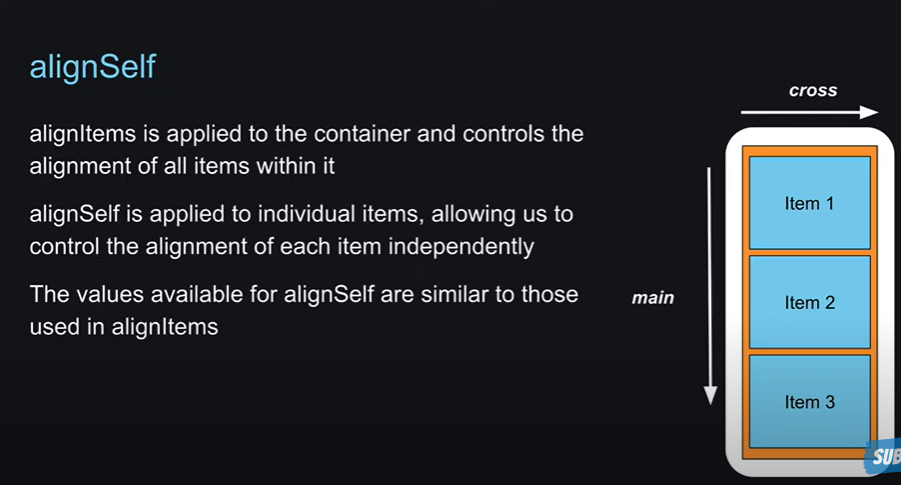 alignSelf
cross
alignItems is applied to the container and controls the
alignment of all items within it
Item 1
alignSelf is applied to individual items, allowing us to
control the alignment of each item independently
The values available for alignSelf are similar to those
used in alignItems
main
Item 2
Item 3
SUB